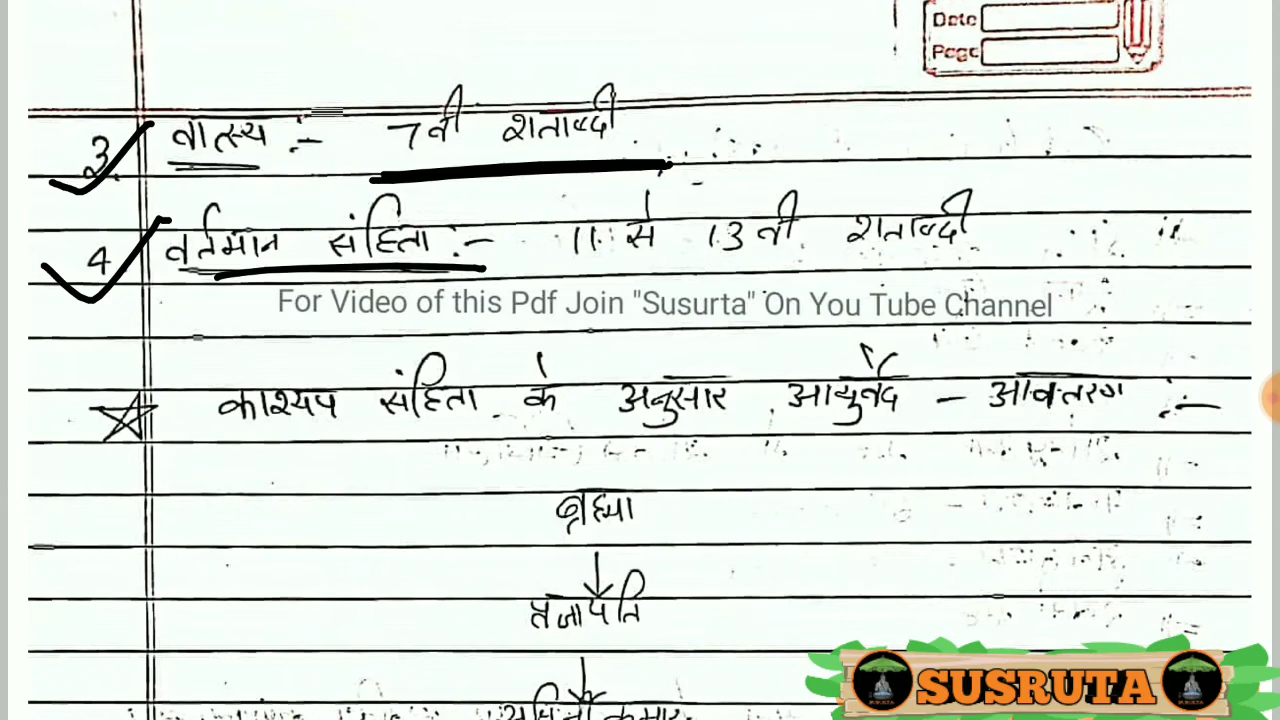 Date
Page
3. वात्स्य :- 7वी शताब्दी
4 वर्तमान संहिता :- 11 से 13वी शताब्दी
For Video of this Pdf Join "Susurta" On You Tube Channel
काश्यप संहिता के अनुसार आयुर्वेद - आवतरण :-
ब्रह्मा
↓
प्रजापति
↓
SUSRUTA